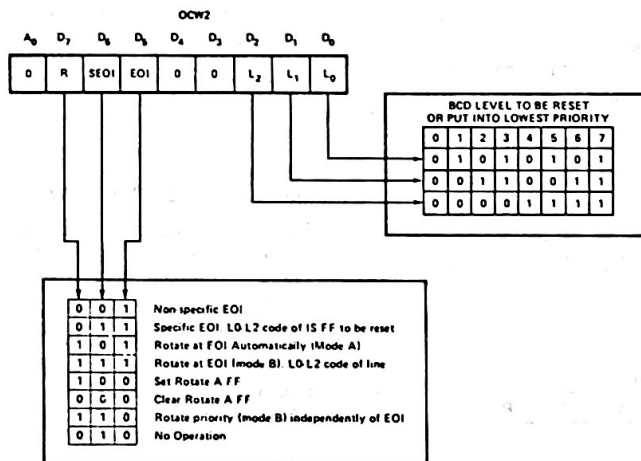 OCW2
A0 D7 D6 D5 D4 D3 D2 D1 D0
0 R SEOI EOI 0 0 L2 L1 L0
BCD LEVEL TO BE RESET
OR PUT INTO LOWEST PRIORITY
0 1 2 3 4 5 6 7
0 1 0 1 0 1 0 1
0 0 1 1 0 0 1 1
0 0 0 0 1 1 1 1
0 0 1 Non-specific EOI
0 1 1 Specific EOI. L0-L2 code of IS FF to be reset
1 0 1 Rotate at EOI Automatically (Mode A)
1 1 1 Rotate at EOI (mode B). L0-L2 code of line
1 0 0 Set Rotate A FF
0 0 0 Clear Rotate A FF
1 1 0 Rotate priority (mode B) independently of EOI
0 1 0 No Operation